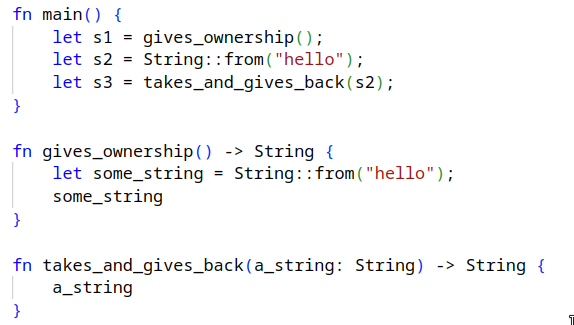 fn main() {
    let s1 = gives_ownership();
    let s2 = String::from("hello");
    let s3 = takes_and_gives_back(s2);
}

fn gives_ownership() -> String {
    let some_string = String::from("hello");
    some_string
}

fn takes_and_gives_back(a_string: String) -> String {
    a_string
}